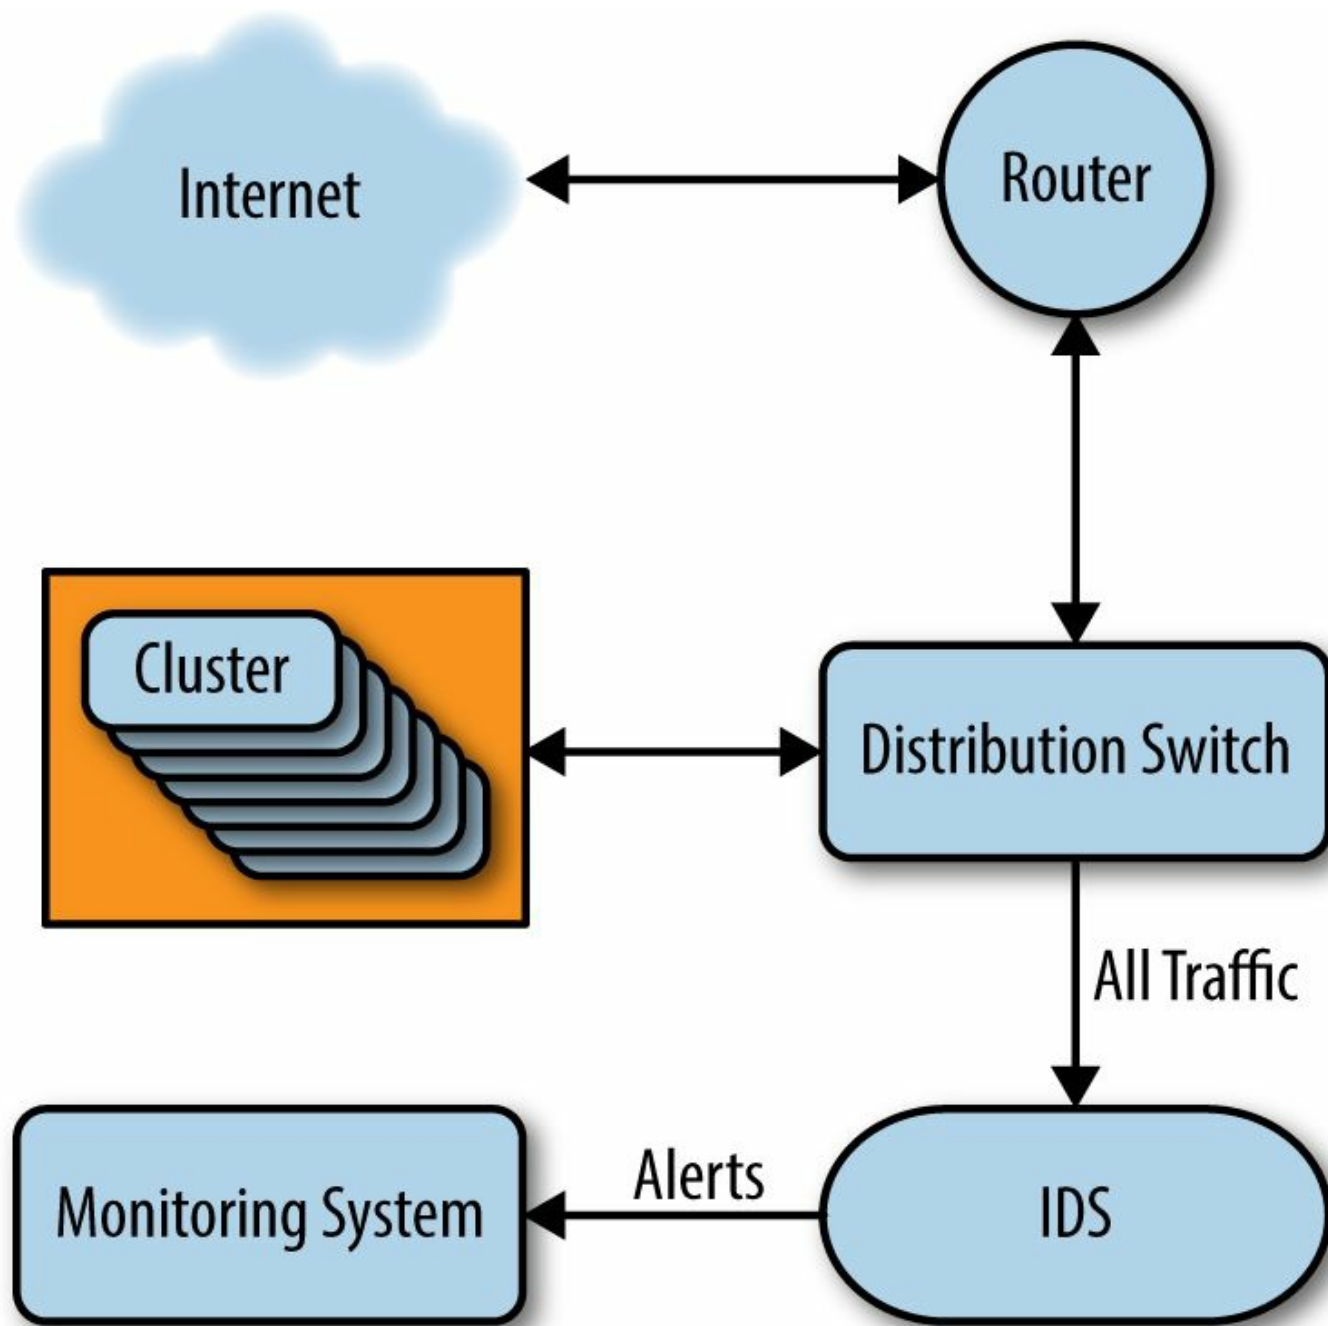 Internet
Router
Cluster
Distribution Switch
All Traffic
Alerts
Monitoring System
IDS